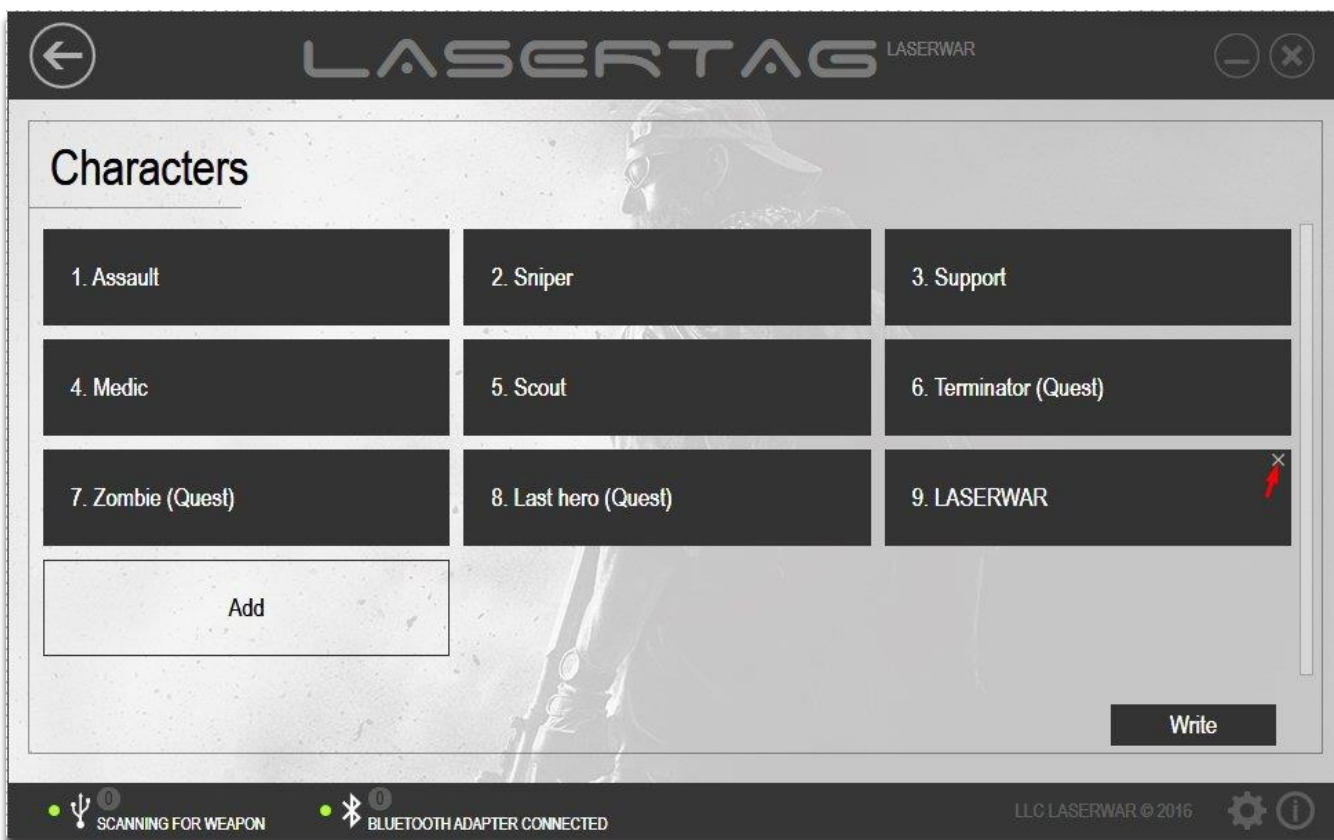 LASERTAG LASERWAR
Characters
1. Assault
2. Sniper
3. Support
4. Medic
5. Scout
6. Terminator (Quest)
7. Zombie (Quest)
8. Last hero (Quest)
9. LASERWAR
Add
Write
0
SCANNING FOR WEAPON
0
BLUETOOTH ADAPTER CONNECTED
LLC LASERWAR © 2016